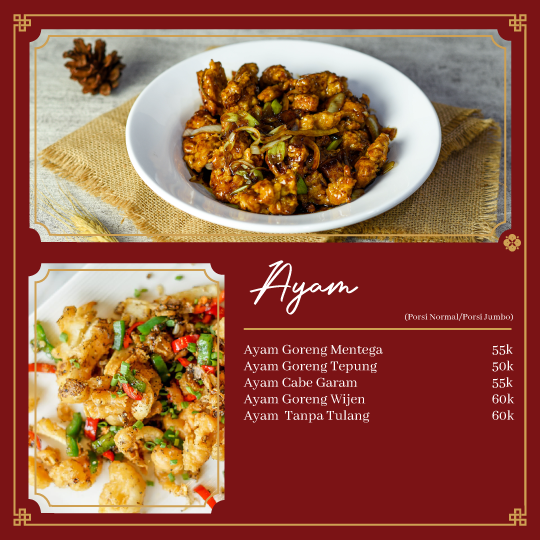 Ayam
(Porsi Normal/Porsi Jumbo)
Ayam Goreng Mentega 55k
Ayam Goreng Tepung 50k
Ayam Cabe Garam 55k
Ayam Goreng Wijen 60k
Ayam Tanpa Tulang 60k